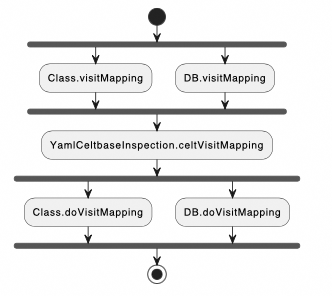 Class.visitMapping
DB.visitMapping
YamlCeltbaseInspection.celtVisitMapping
Class.doVisitMapping
DB.doVisitMapping